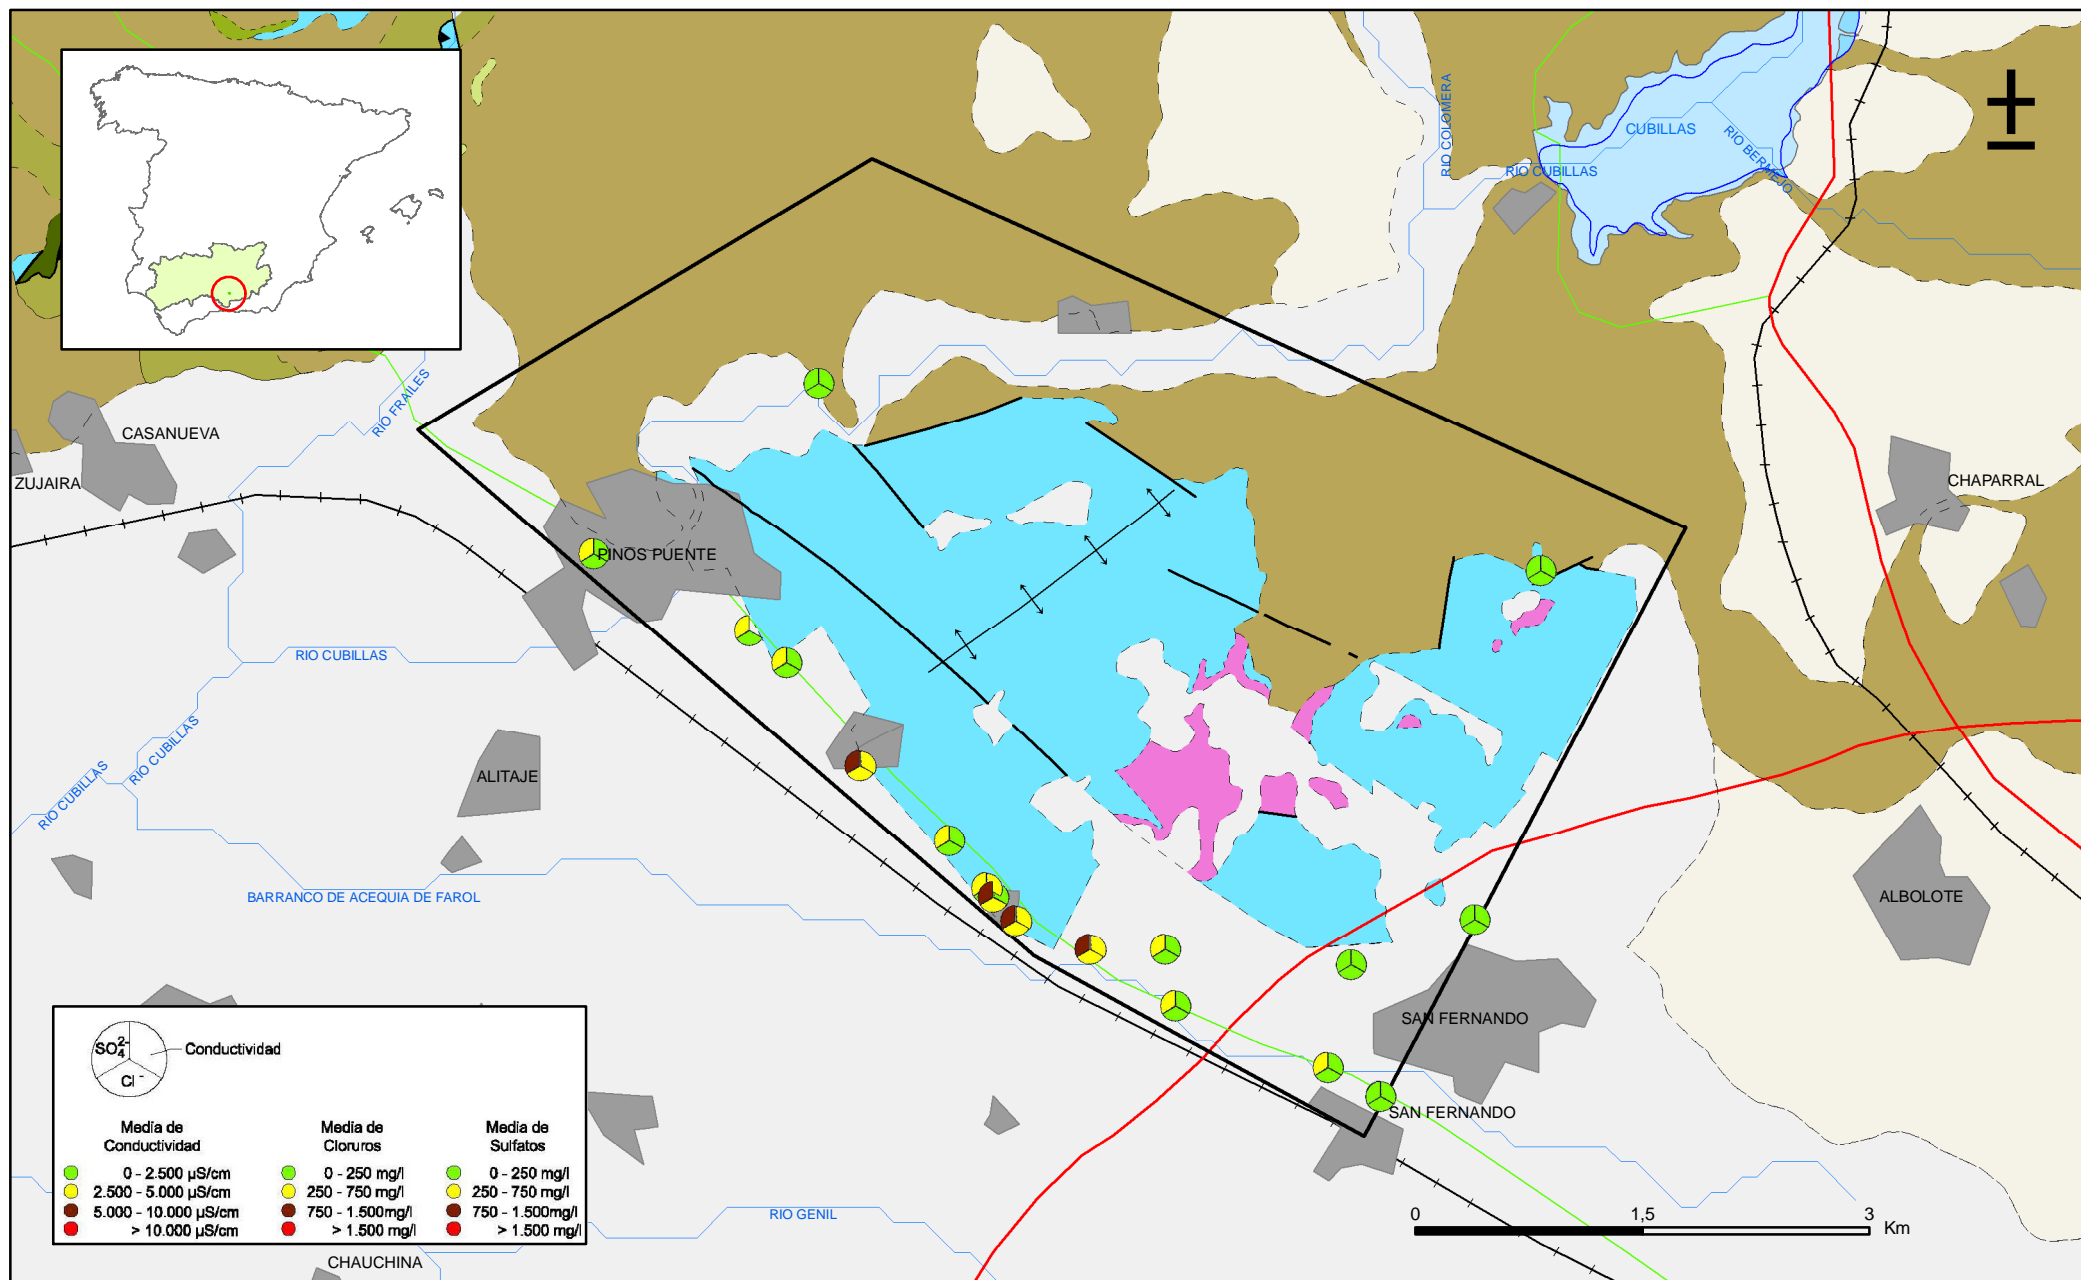 RIO COLOMERA
CUBILLAS
RIO BERMEJO
RIO CUBILLAS
±
RIO FRAILES
CASANUEVA
ZUJAIRA
CHAPARRAL
PINOS PUENTE
RIO CUBILLAS
RIO CUBILLAS
RIO CUBILLAS
ALITAJE
BARRANCO DE ACEQUIA DE FAROL
ALBOLOTE
SAN FERNANDO
SAN FERNANDO
RIO GENIL
CHAUCHINA
SO₄²⁻
Cl⁻
Conductividad
Media de
Conductividad
0 - 2.500 µS/cm
2.500 - 5.000 µS/cm
5.000 - 10.000 µS/cm
> 10.000 µS/cm
Media de
Cloruros
0 - 250 mg/l
250 - 750 mg/l
750 - 1.500mg/l
> 1.500 mg/l
Media de
Sulfatos
0 - 250 mg/l
250 - 750 mg/l
750 - 1.500mg/l
> 1.500 mg/l
0 1,5 3
Km